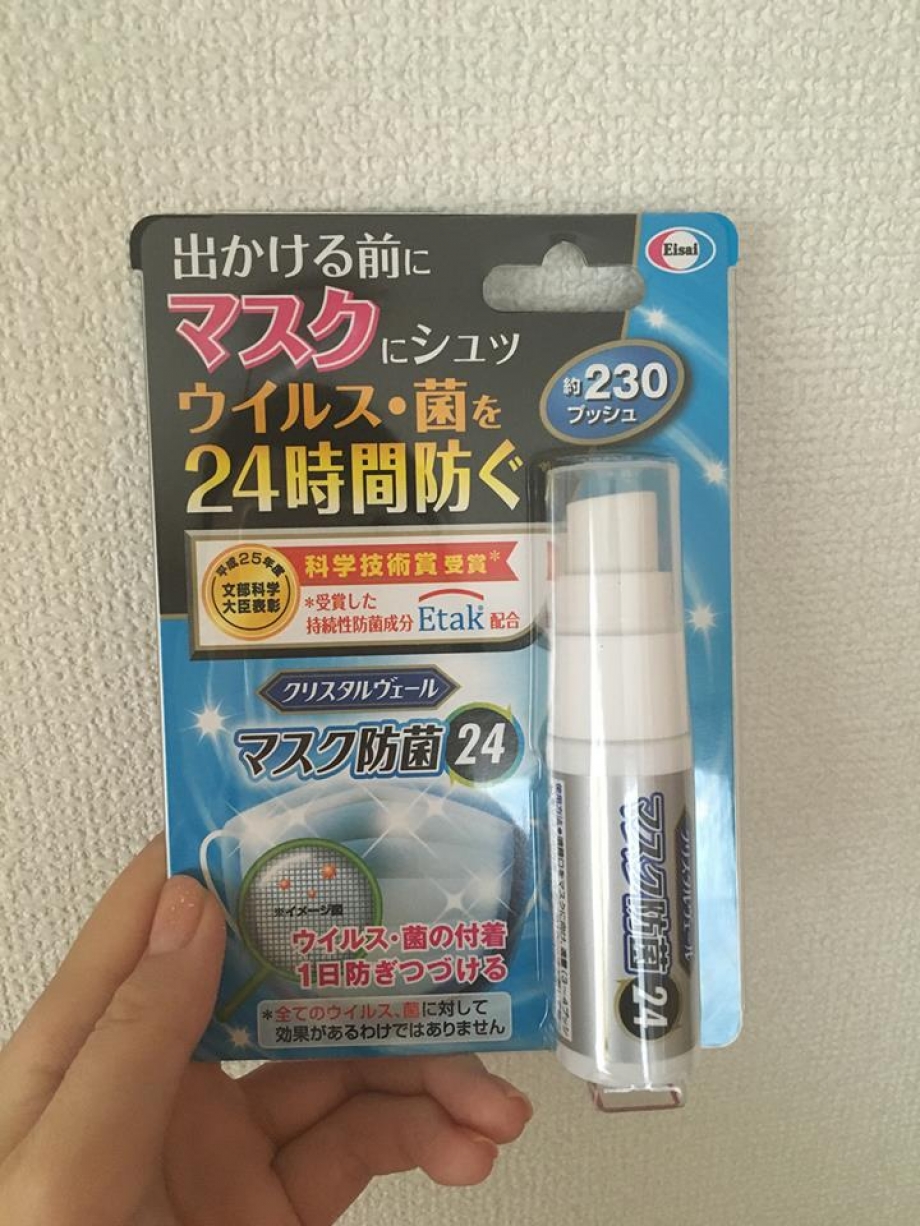 出かける前に
マスクにシュッ
ウイルス・菌を
24時間防ぐ
Eisai
約230
プッシュ
平成25年度
文部科学
大臣表彰
科学技術賞 受賞*
*受賞した
持続性防菌成分 Etak® 配合
クリスタルヴェール
マスク防菌 24
※イメージ図
ウイルス・菌の付着
1日防ぎつづける
*全てのウイルス、菌に対して
効果があるわけではありません
クリスタルヴェール
マスク防菌 24